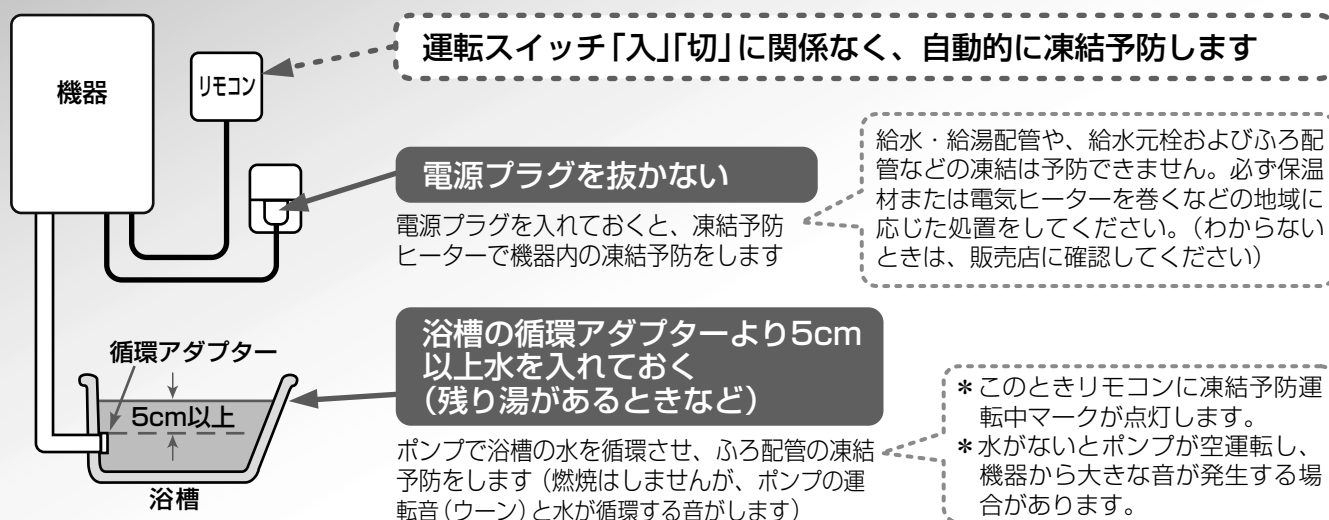 運転スイッチ「入」「切」に関係なく、自動的に凍結予防します
機器
リモコン
電源プラグを抜かない
電源プラグを入れておくと、凍結予防
ヒーターで機器内の凍結予防をします
給水・給湯配管や、給水元栓およびふろ配
管などの凍結は予防できません。必ず保温
材または電気ヒーターを巻くなどの地域に
応じた処置をしてください。（わからない
ときは、販売店に確認してください）
循環アダプター
5cm以上
浴槽
浴槽の循環アダプターより5cm
以上水を入れておく
（残り湯があるときなど）
ポンプで浴槽の水を循環させ、ふろ配管の凍結
予防をします（燃焼はしませんが、ポンプの運
転音（ウーン）と水が循環する音がします）
＊このときリモコンに凍結予防運
転中マークが点灯します。
＊水がないとポンプが空運転し、
機器から大きな音が発生する場
合があります。